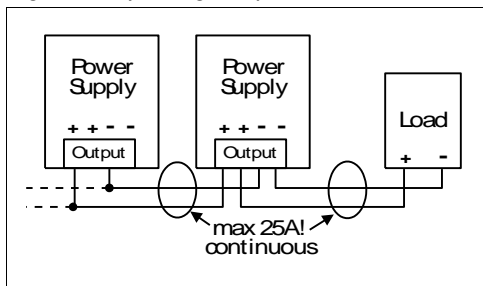 Power
Supply
+ + - -
Output
Power
Supply
+ + - -
Output
Load
+ -
max 25A!
continuous